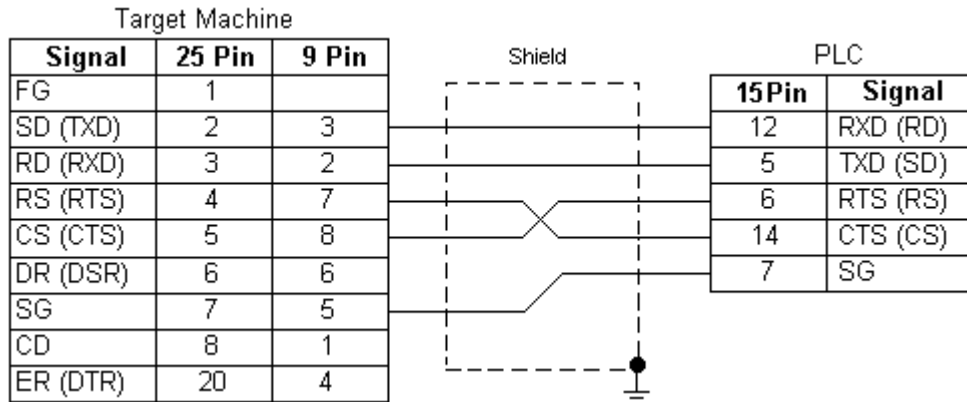 Target Machine
Signal 25 Pin 9 Pin
FG 1
SD (TXD) 2 3
RD (RXD) 3 2
RS (RTS) 4 7
CS (CTS) 5 8
DR (DSR) 6 6
SG 7 5
CD 8 1
ER (DTR) 20 4
Shield
PLC
15Pin Signal
12 RXD (RD)
5 TXD (SD)
6 RTS (RS)
14 CTS (CS)
7 SG